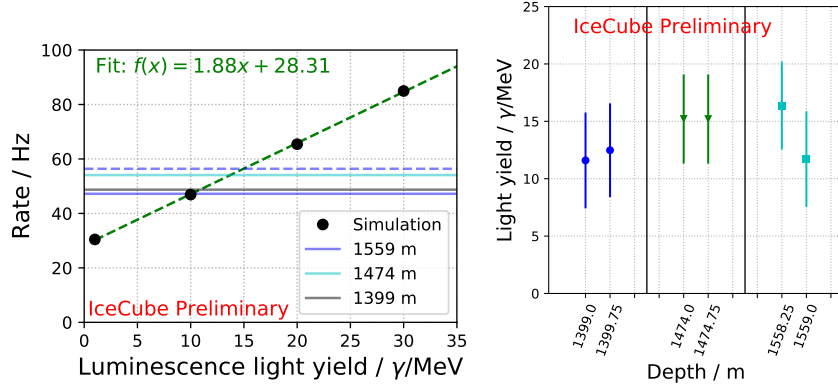 Fit: f(x) = 1.88x + 28.31
Rate / Hz
100
80
60
40
20
0
Simulation
1559 m
1474 m
1399 m
IceCube Preliminary
0 5 10 15 20 25 30 35
Luminescence light yield / γ/MeV
IceCube Preliminary
Light yield / γ/MeV
25
20
15
10
5
0
1399.0 1399.75 1474.0 1474.75 1558.25 1559.0
Depth / m